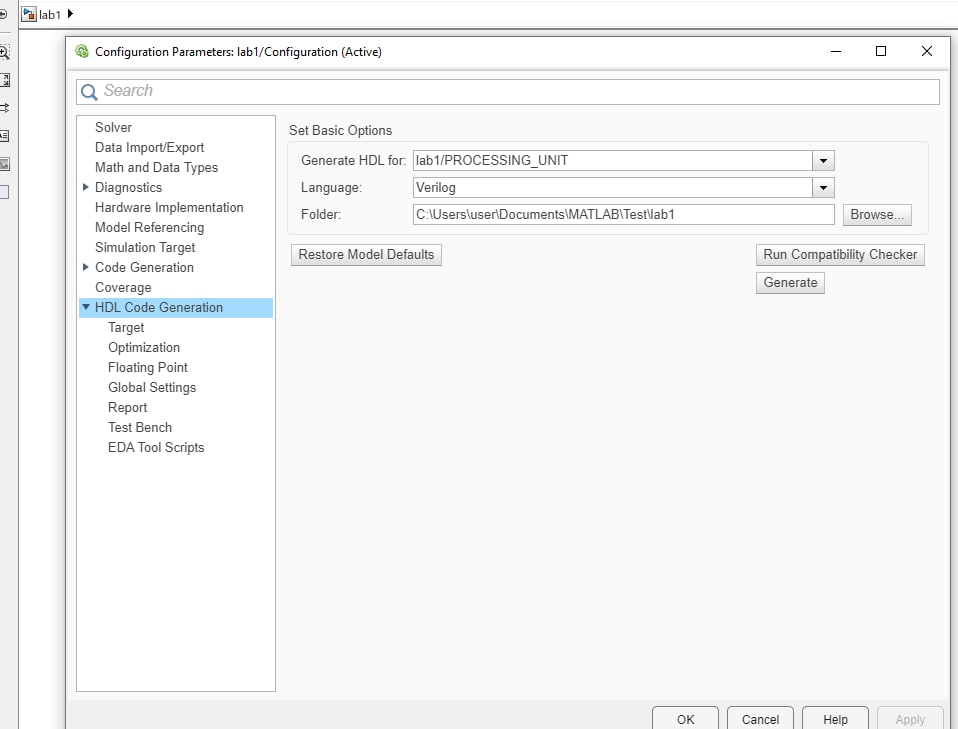 lab1
Configuration Parameters: lab1/Configuration (Active)
Search
Solver
Data Import/Export
Math and Data Types
Diagnostics
Hardware Implementation
Model Referencing
Simulation Target
Code Generation
Coverage
HDL Code Generation
Target
Optimization
Floating Point
Global Settings
Report
Test Bench
EDA Tool Scripts
Set Basic Options
Generate HDL for: lab1/PROCESSING_UNIT
Language: Verilog
Folder: C:\Users\user\Documents\MATLAB\Test\lab1 Browse...
Restore Model Defaults Run Compatibility Checker
Generate
OK Cancel Help Apply